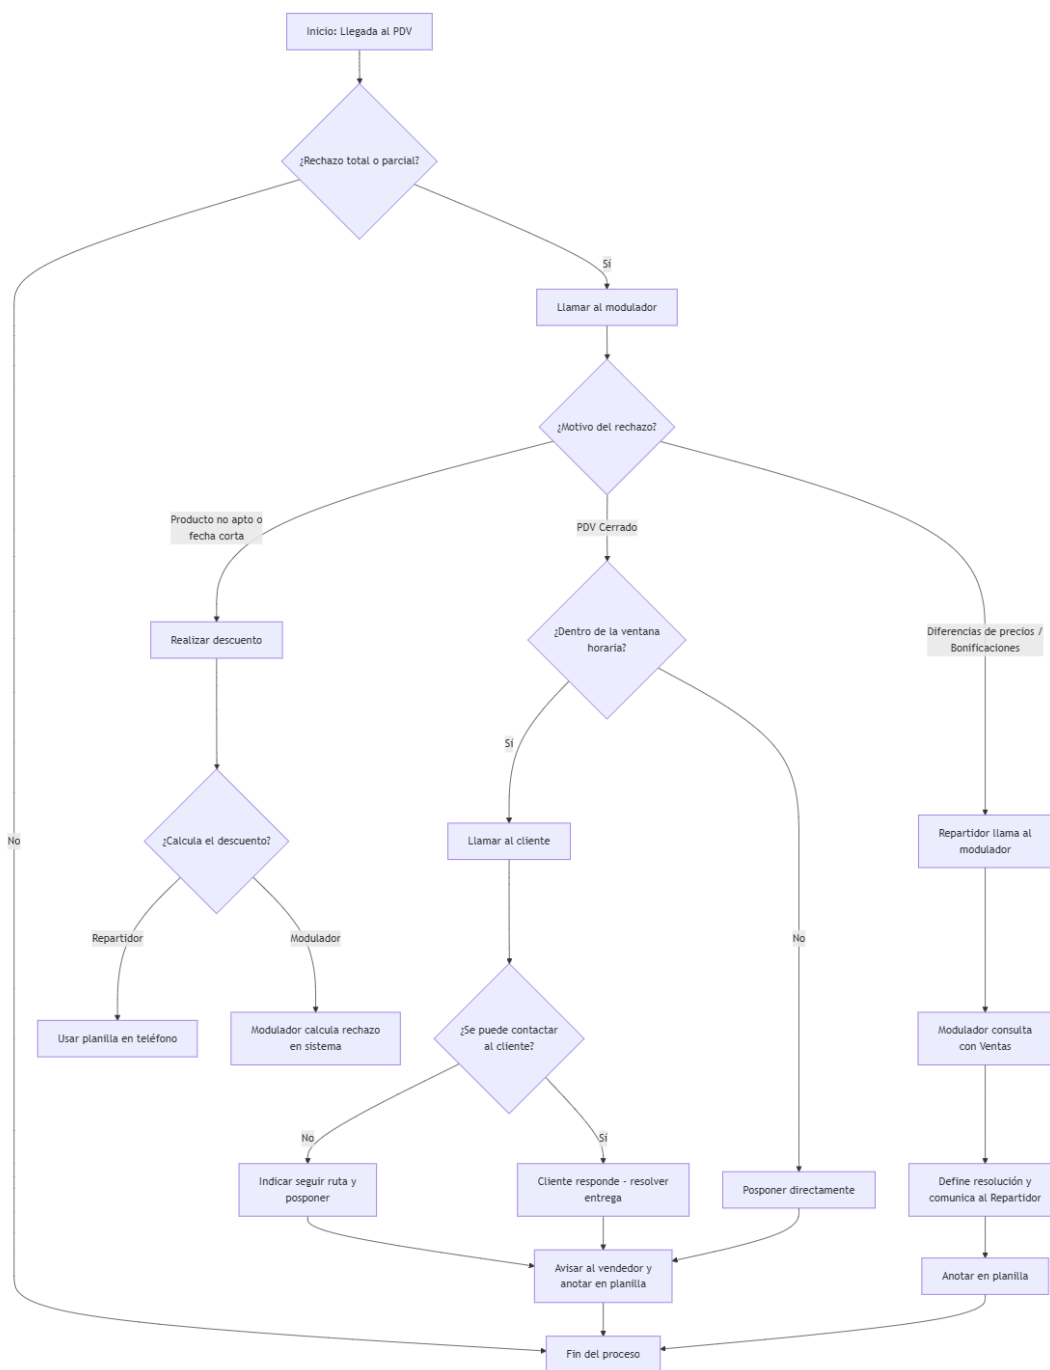 Inicio: Llegada al PDV
¿Rechazo total o parcial?
Sí
Llamar al modulador
¿Motivo del rechazo?
Producto no apto o
fecha corta
PDV Cerrado
Realizar descuento
¿Dentro de la ventana
horaria?
Diferencias de precios /
Bonificaciones
Sí
No
¿Calcula el descuento?
Llamar al cliente
Repartidor llama al
modulador
Repartidor
Modulador
No
Usar planilla en teléfono
Modulador calcula rechazo
en sistema
¿Se puede contactar
al cliente?
Modulador consulta
con Ventas
No
Sí
Indicar seguir ruta y
posponer
Cliente responde - resolver
entrega
Posponer directamente
Define resolución y
comunica al Repartidor
Avisar al vendedor y
anotar en planilla
Anotar en planilla
Fin del proceso